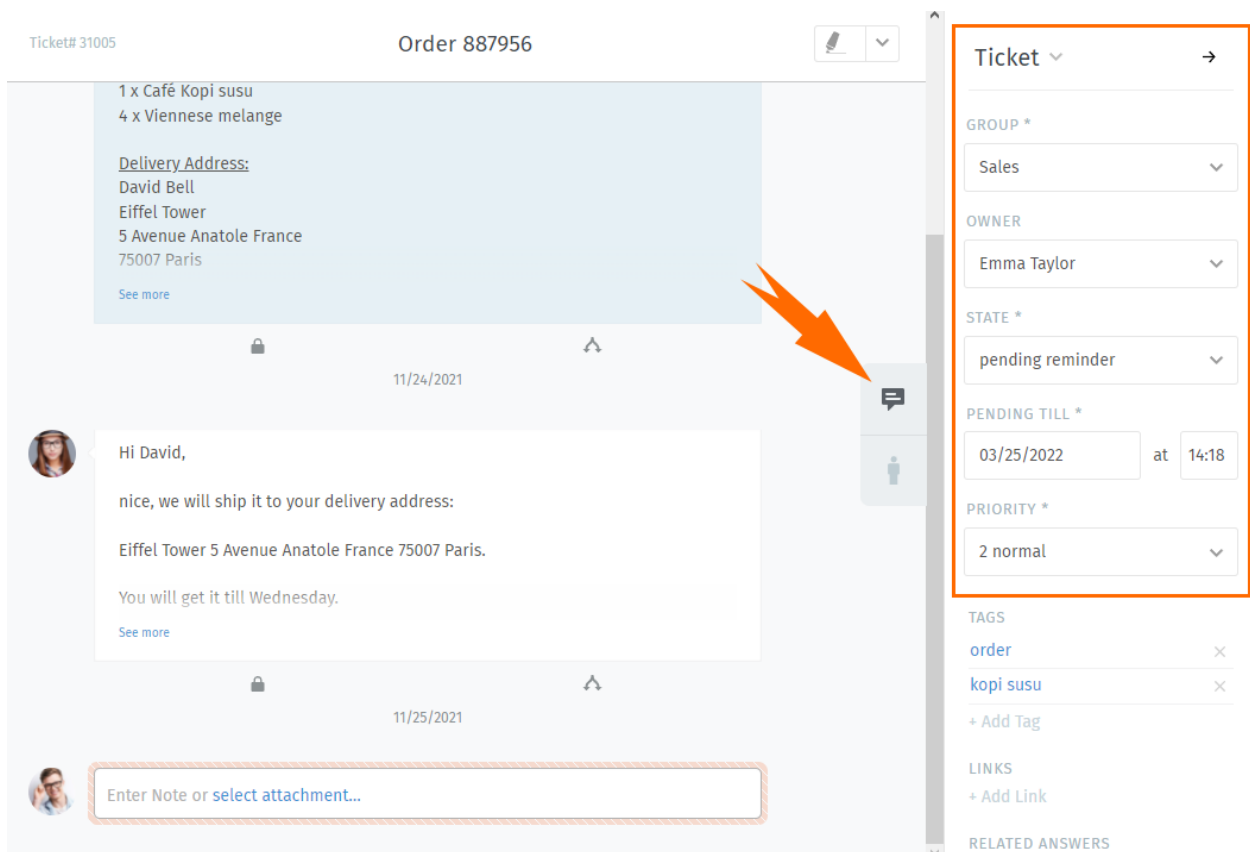 Ticket# 31005
Order 887956
1 x Café Kopi susu
4 x Viennese melange
Delivery Address:
David Bell
Eiffel Tower
5 Avenue Anatole France
75007 Paris
See more
11/24/2021
Hi David,
nice, we will ship it to your delivery address:
Eiffel Tower 5 Avenue Anatole France 75007 Paris.
You will get it till Wednesday.
See more
11/25/2021
Enter Note or select attachment...
Ticket
GROUP *
Sales
OWNER
Emma Taylor
STATE *
pending reminder
PENDING TILL *
03/25/2022 at 14:18
PRIORITY *
2 normal
TAGS
order
kopi susu
+ Add Tag
LINKS
+ Add Link
RELATED ANSWERS